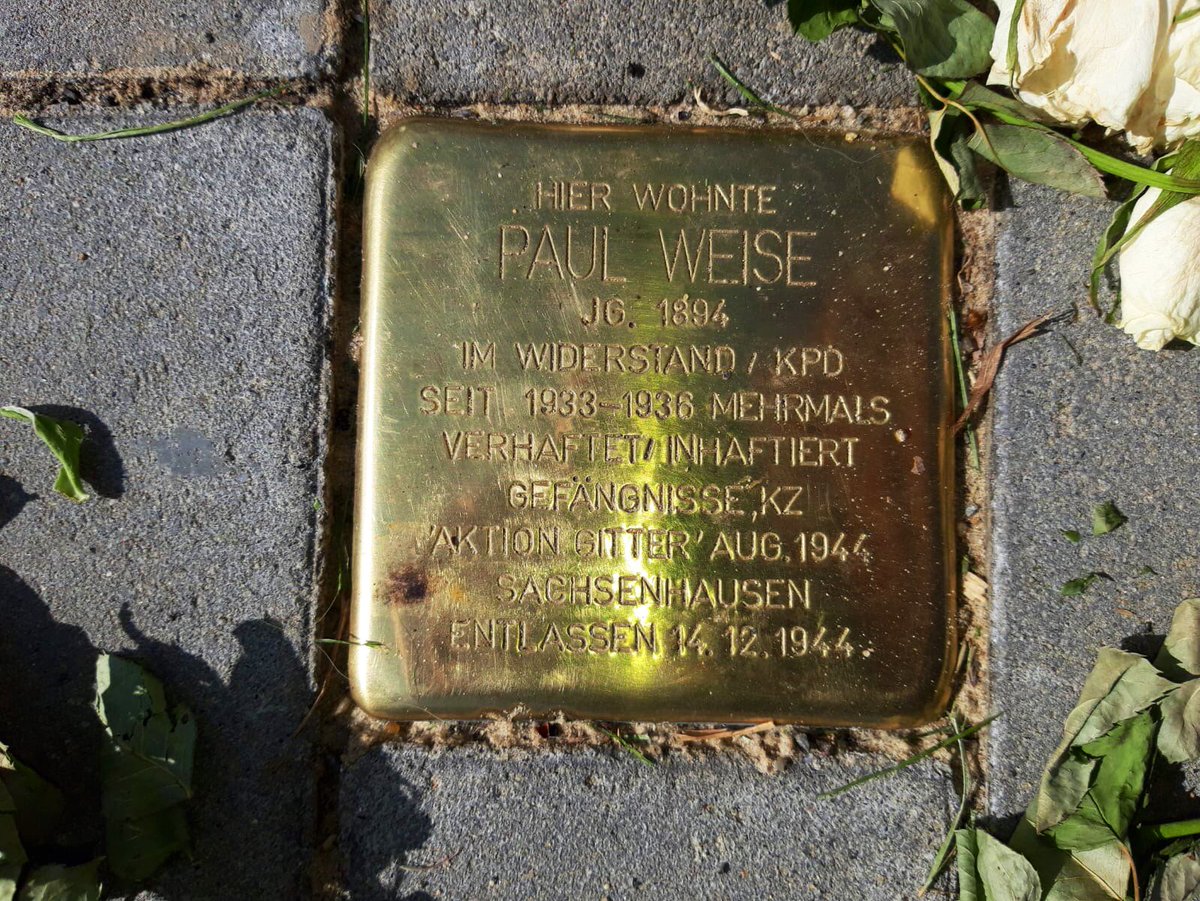 HIER WOHNTE
PAUL WEISE
JG. 1894
IM WIDERSTAND / KPD
SEIT 1933-1936 MEHRMALS
VERHAFTET/INHAFTIERT
GEFÄNGNISSE, KZ
'AKTION GITTER' AUG. 1944
SACHSENHAUSEN
ENTLASSEN 14.12.1944